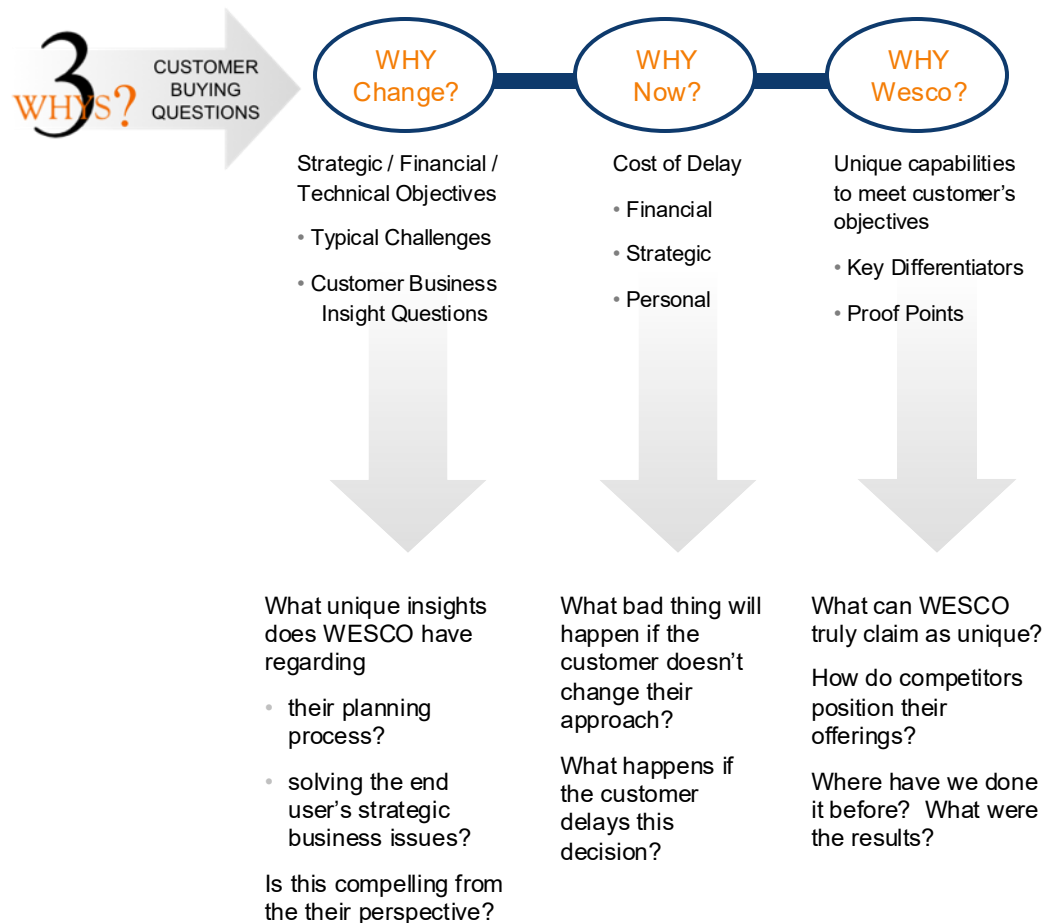 3
WHYS?
CUSTOMER
BUYING
QUESTIONS
WHY
Change?
WHY
Now?
WHY
Wesco?
Strategic / Financial /
Technical Objectives
• Typical Challenges
• Customer Business
Insight Questions
Cost of Delay
• Financial
• Strategic
• Personal
Unique capabilities
to meet customer’s
objectives
• Key Differentiators
• Proof Points
What unique insights
does WESCO have
regarding
• their planning
process?
• solving the end
user’s strategic
business issues?
Is this compelling from
the their perspective?
What bad thing will
happen if the
customer doesn’t
change their
approach?
What happens if
the customer
delays this
decision?
What can WESCO
truly claim as unique?
How do competitors
position their
offerings?
Where have we done
it before?  What were
the results?